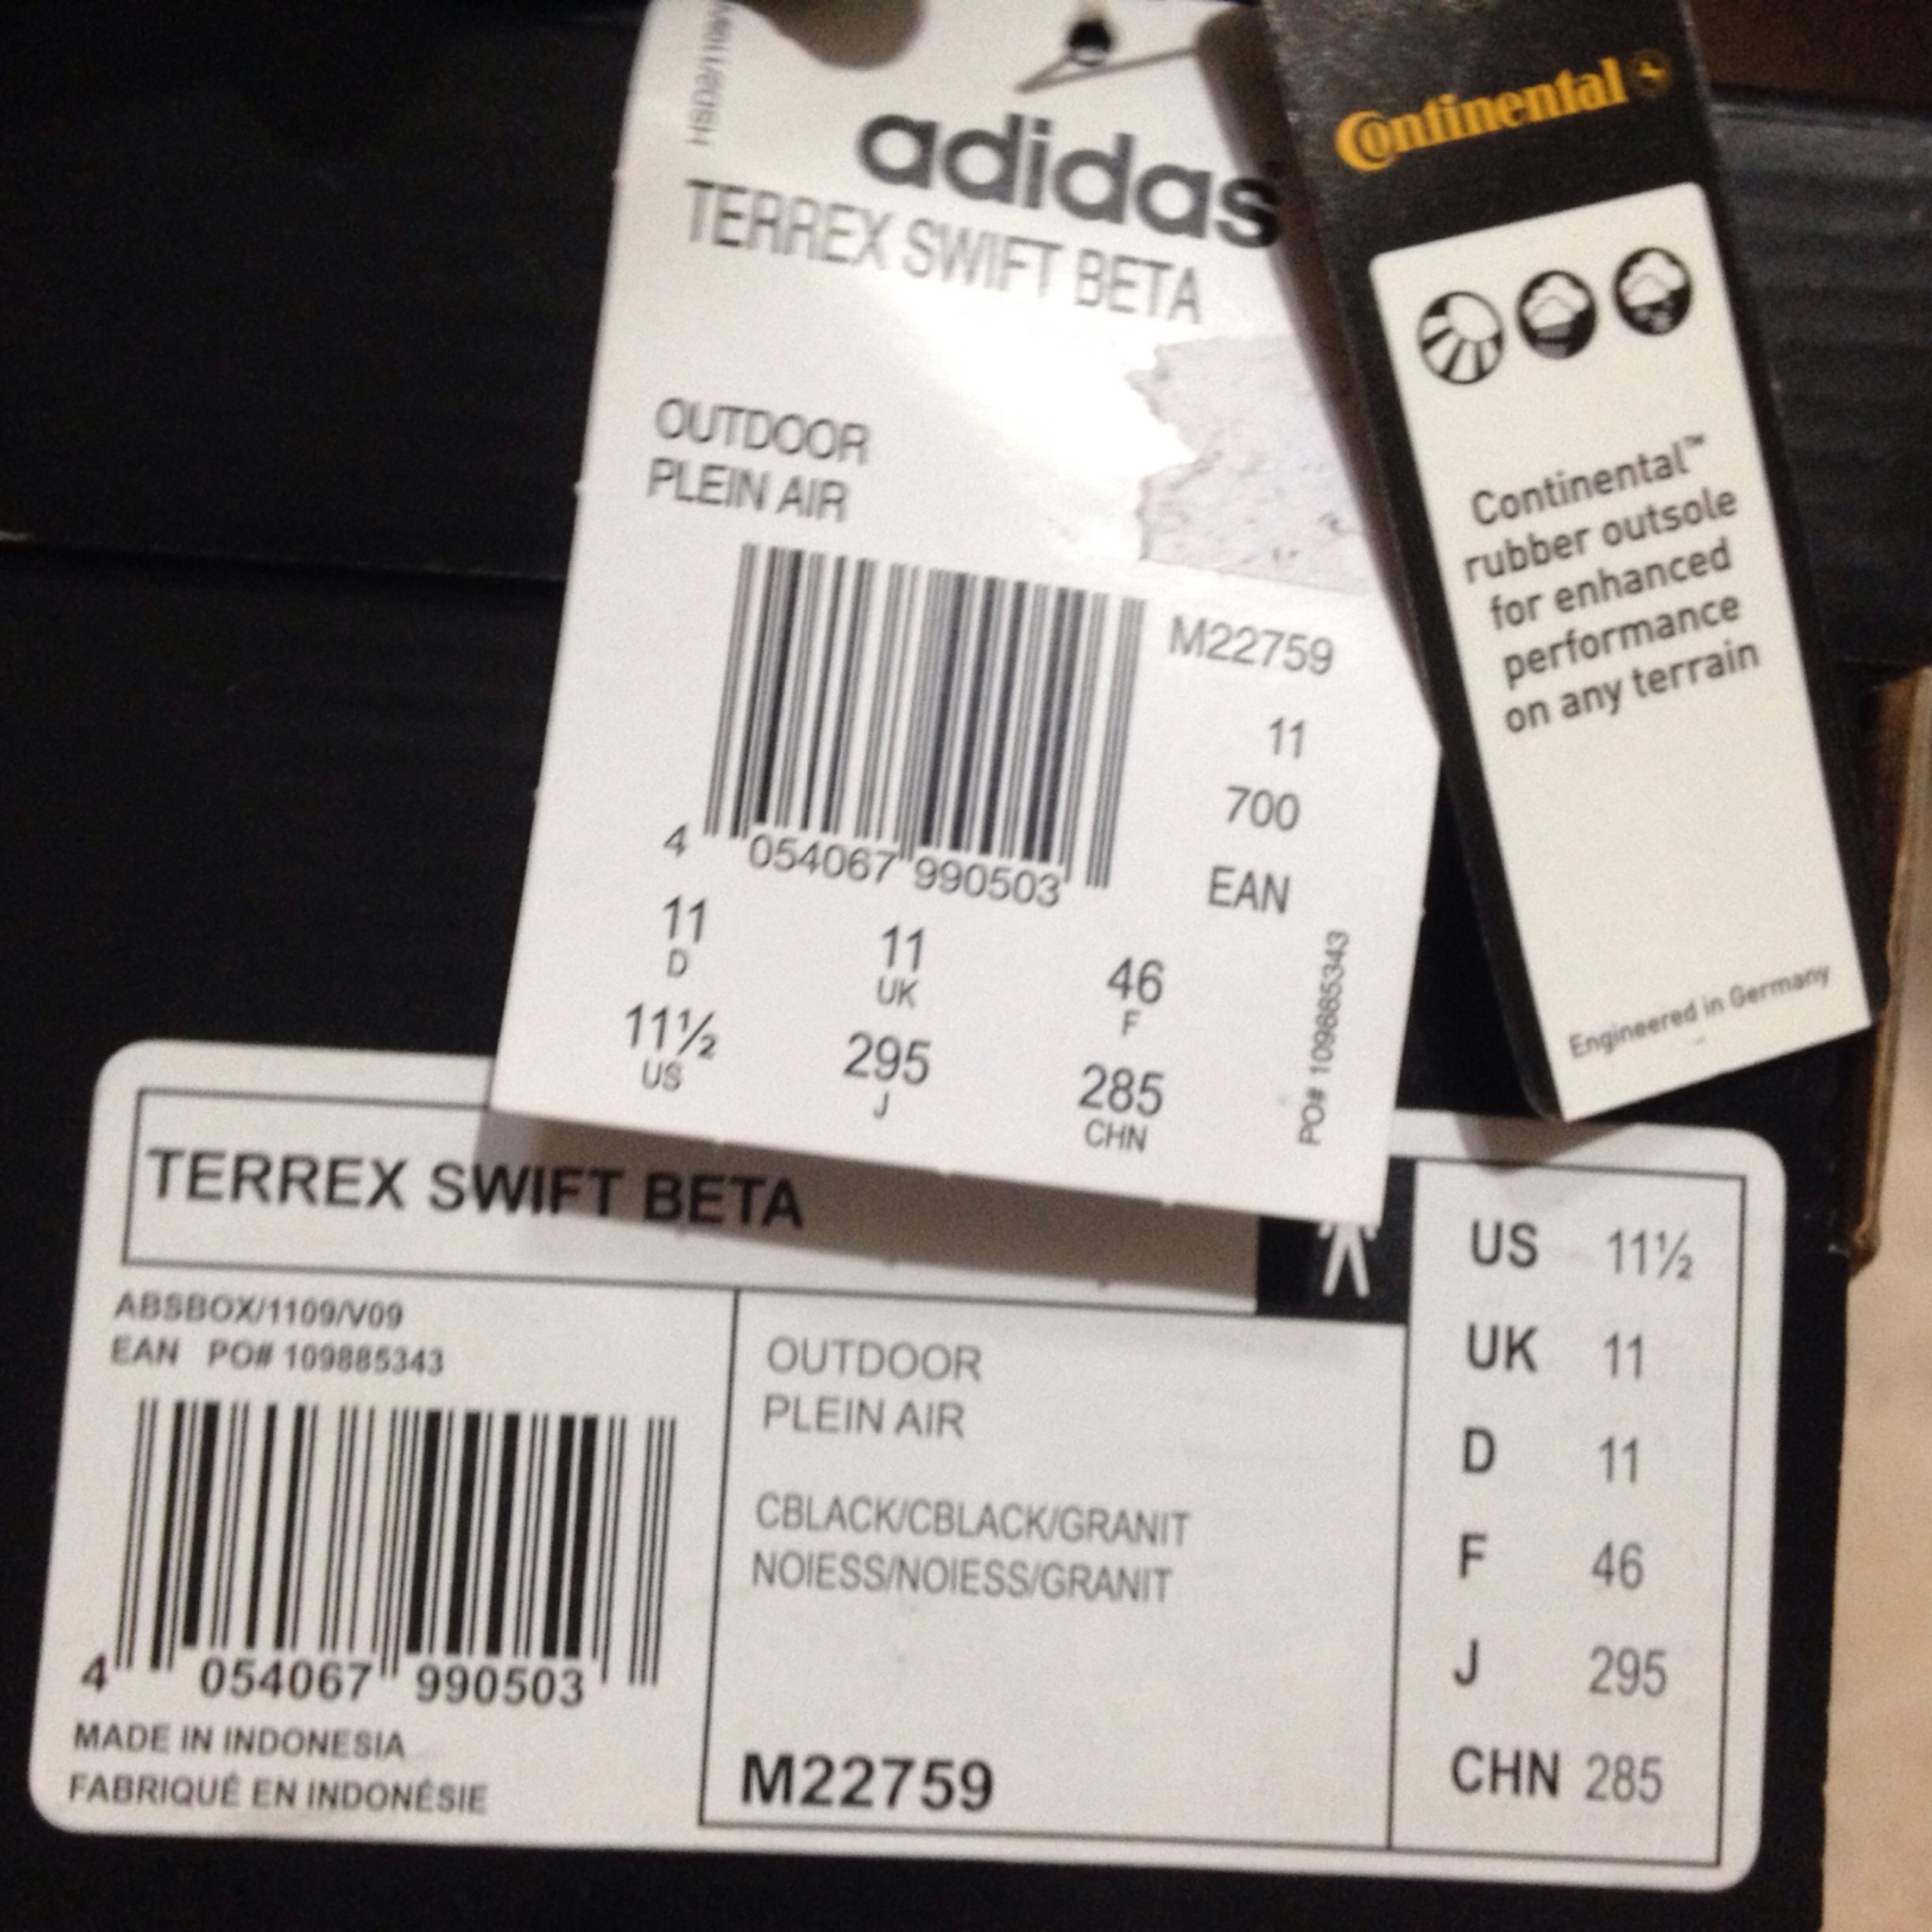 adidas
TERREX SWIFT BETA
OUTDOOR
PLEIN AIR
M22759
11
700
EAN
4 054067 990503
11 11 46
D UK F
11½ 295 285
US J CHN
PO# 109885343
Continental
Continental™
rubber outsole
for enhanced
performance
on any terrain
Engineered in Germany
TERREX SWIFT BETA
ABSBOX/1109/V09
EAN PO# 109885343
4 054067 990503
MADE IN INDONESIA
FABRIQUÉ EN INDONÉSIE
OUTDOOR
PLEIN AIR
CBLACK/CBLACK/GRANIT
NOIESS/NOIESS/GRANIT
M22759
US 11½
UK 11
D 11
F 46
J 295
CHN 285